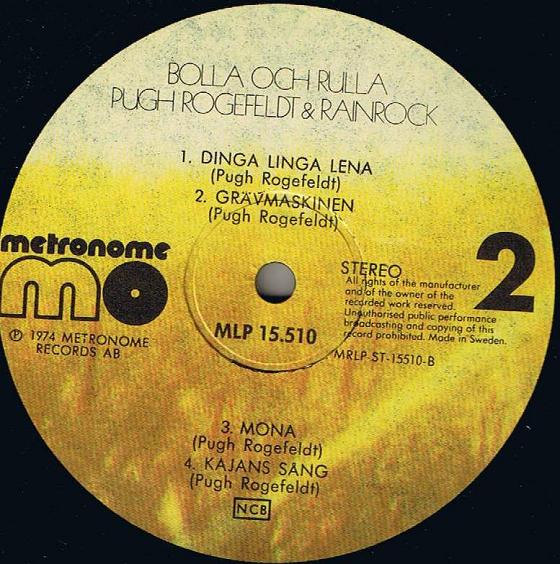 BOLLA OCH RULLA
PUGH ROGEFELDT & RAINROCK
1. DINGA LINGA LENA
(Pugh Rogefeldt)
2. GRÄVMASKINEN
(Pugh Rogefeldt)
metronome
mo
℗ 1974 METRONOME
RECORDS AB
MLP 15.510
STEREO
All rights of the manufacturer
and of the owner of the
recorded work reserved.
Unauthorised public performance
broadcasting and copying of this
record prohibited. Made in Sweden.
MRLP-ST-15510-B
2
3. MONA
(Pugh Rogefeldt)
4. KAJANS SÅNG
(Pugh Rogefeldt)
NCB